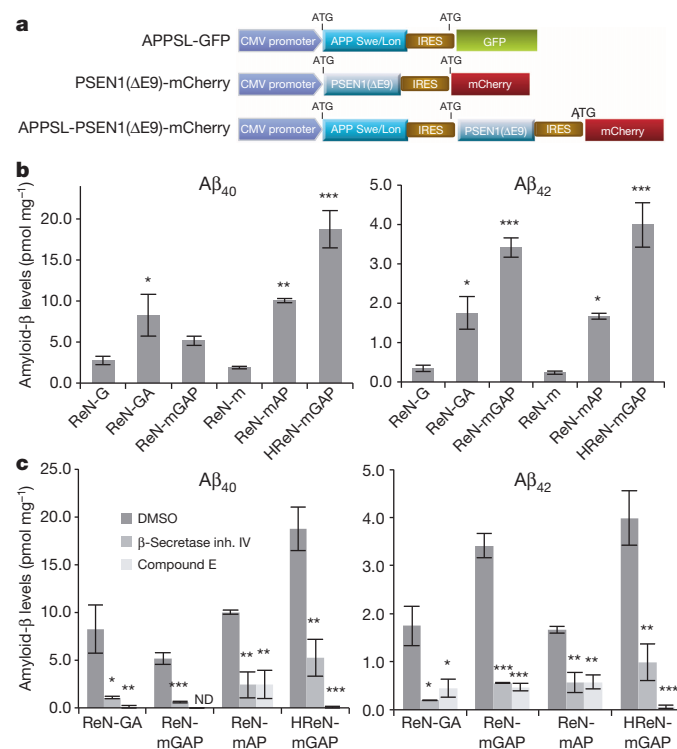 a
ATG ATG
APPSL-GFP CMV promoter APP Swe/Lon IRES GFP
ATG ATG
PSEN1(ΔE9)-mCherry CMV promoter PSEN1(ΔE9) IRES mCherry
ATG ATG ATG
APPSL-PSEN1(ΔE9)-mCherry CMV promoter APP Swe/Lon IRES PSEN1(ΔE9) IRES mCherry
b
Aβ40
Amyloid-β levels (pmol mg⁻¹)
20.0
15.0
10.0
5.0
0.0
*
**
***
ReN-G
ReN-GA
ReN-mGAP
ReN-m
ReN-mAP
HReN-mGAP
Aβ42
5.0
4.0
3.0
2.0
1.0
0.0
*
***
*
***
ReN-G
ReN-GA
ReN-mGAP
ReN-m
ReN-mAP
HReN-mGAP
c
Aβ40
Amyloid-β levels (pmol mg⁻¹)
25.0
20.0
15.0
10.0
5.0
0.0
DMSO
β-Secretase inh. IV
Compound E
* **
*** ND
** **
** ***
ReN-GA
ReN-
mGAP
ReN-
mAP
HReN-
mGAP
Aβ42
5.0
4.0
3.0
2.0
1.0
0.0
* *
*** ***
** **
** ***
ReN-GA
ReN-
mGAP
ReN-
mAP
HReN-
mGAP